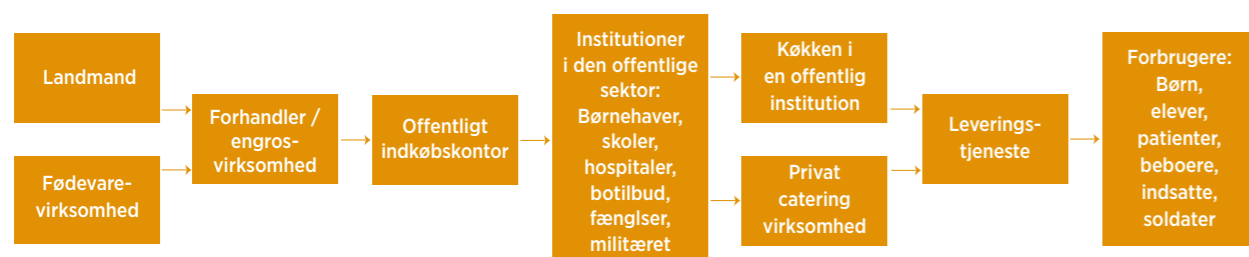 Landmand
Fødevare-
virksomhed
Forhandler /
engros-
virksomhed
Offentligt
indkøbskontor
Institutioner
i den offentlige
sektor:
Børnehaver,
skoler,
hospitaler,
botilbud,
fænglser,
militæret
Køkken i
en offentlig
institution
Privat
catering
virksomhed
Leverings-
tjeneste
Forbrugere:
Børn,
elever,
patienter,
beboere,
indsatte,
soldater